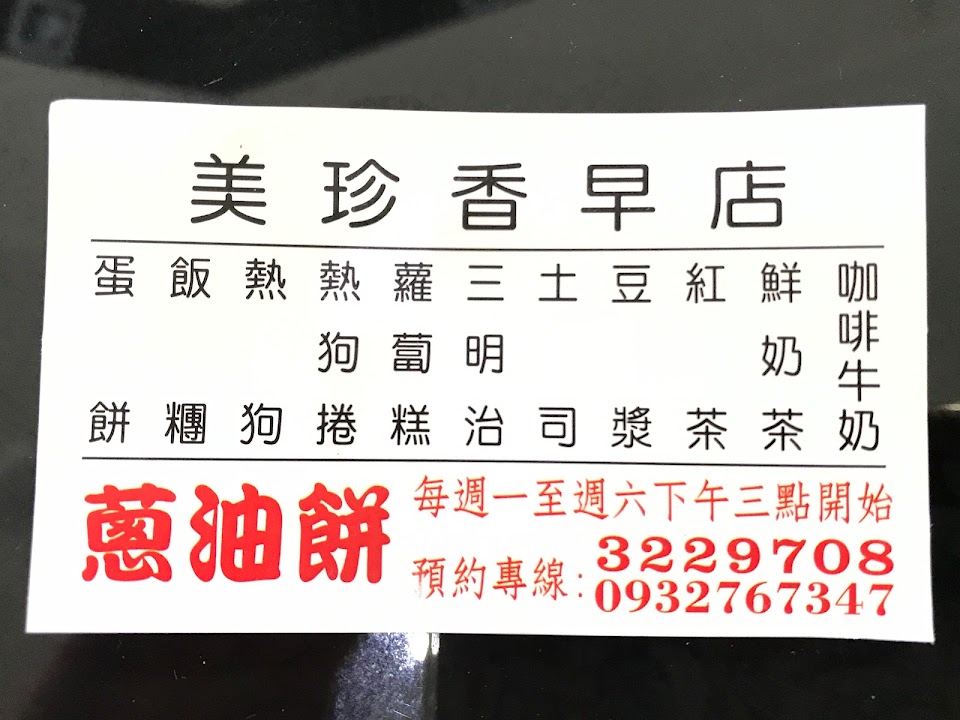 美珍香早店
蛋餅
飯糰
熱狗
熱狗捲
蘿蔔糕
三明治
土司
豆漿
紅茶
鮮奶茶
咖啡牛奶
蔥油餅
每週一至週六下午三點開始
預約專線:3229708
0932767347